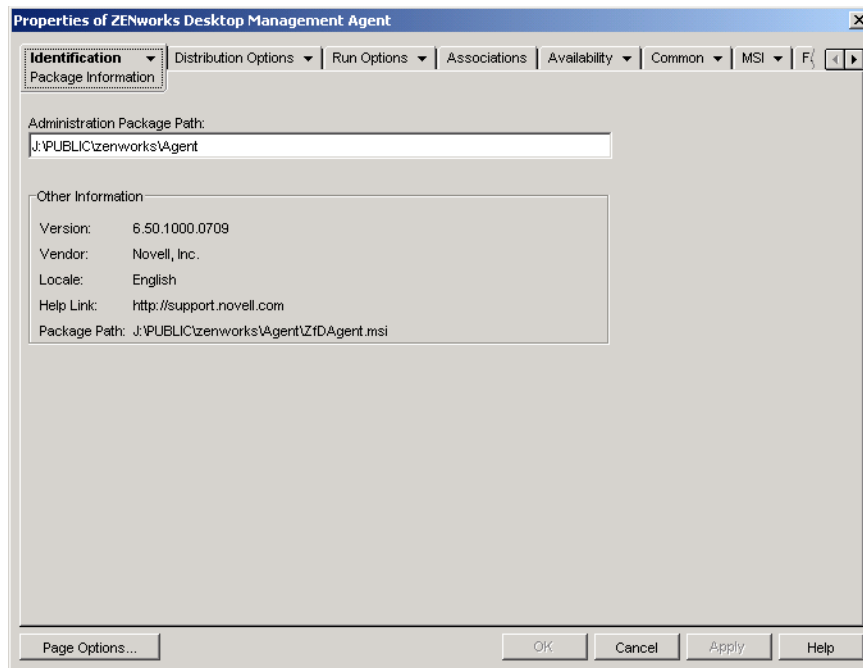 Properties of ZENworks Desktop Management Agent
Identification Distribution Options Run Options Associations Availability Common MSI
Package Information
Administration Package Path:
J:\PUBLIC\zenworks\Agent
Other Information
Version: 6.50.1000.0709
Vendor: Novell, Inc.
Locale: English
Help Link: http://support.novell.com
Package Path: J:\PUBLIC\zenworks\Agent\ZfDAgent.msi
Page Options... OK Cancel Apply Help